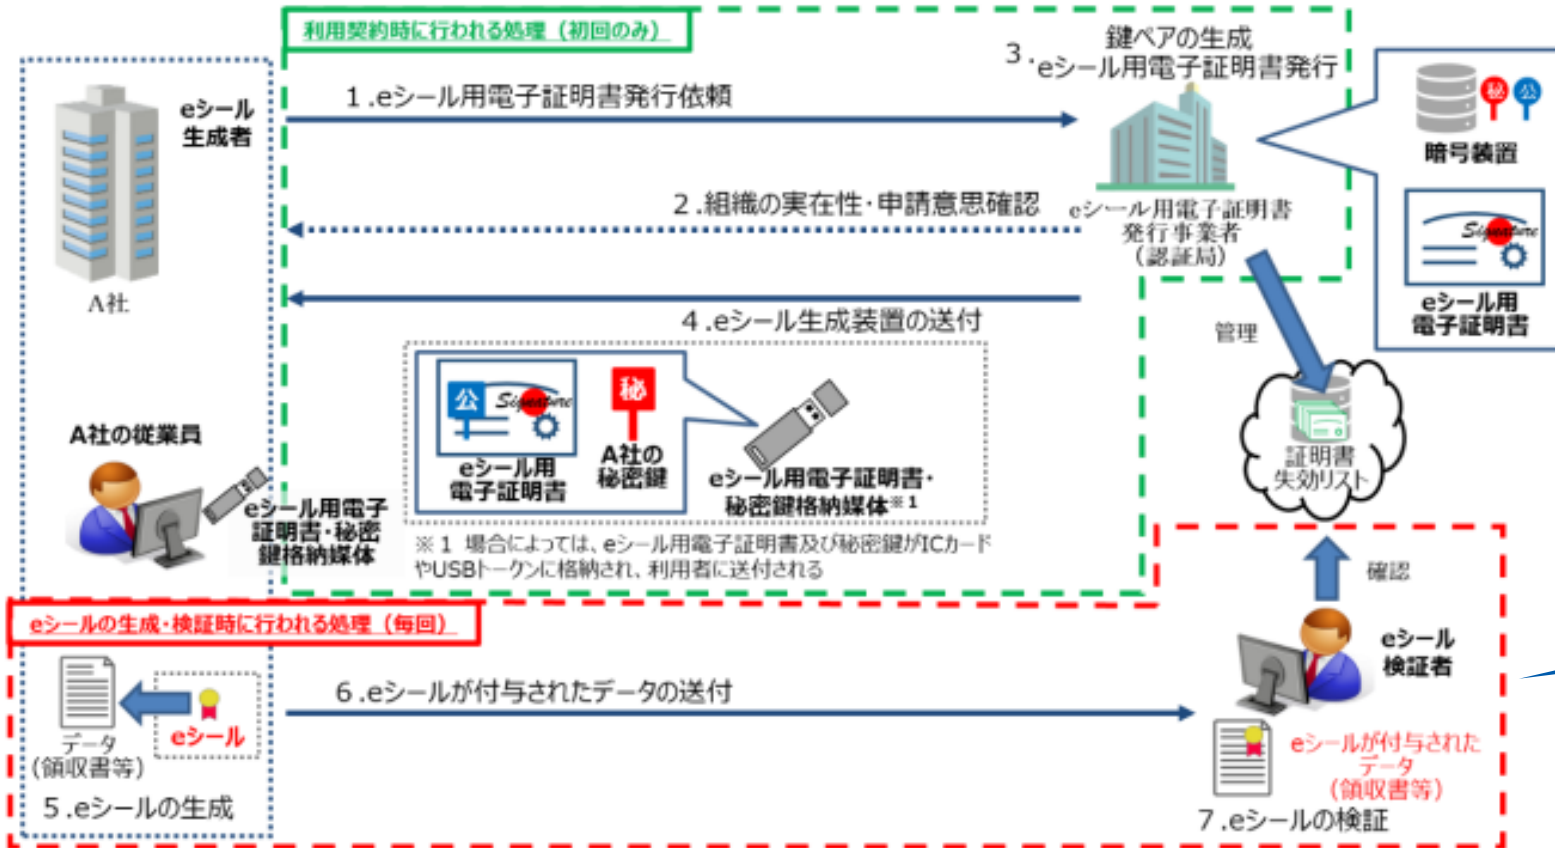 利用契約時に行われる処理(初回のみ)
eシール
生成者
A社
1.eシール用電子証明書発行依頼
3.
鍵ペアの生成
eシール用電子証明書発行
2.組織の実在性・申請意思確認
eシール用電子証明書
発行事業者
(認証局)
秘
公
暗号装置
Signature
eシール用
電子証明書
4.eシール生成装置の送付
管理
公
Signature
eシール用
電子証明書
秘
A社の
秘密鍵
eシール用電子証明書・
秘密鍵格納媒体※1
※1 場合によっては、eシール用電子証明書及び秘密鍵がICカード
やUSBトークンに格納され、利用者に送付される
証明書
失効リスト
A社の従業員
eシール用電子
証明書・秘密
鍵格納媒体
確認
eシールの生成・検証時に行われる処理(毎回)
eシール
検証者
データ
(領収書等)
eシール
5.eシールの生成
6.eシールが付与されたデータの送付
eシールが付与された
データ
(領収書等)
7.eシールの検証